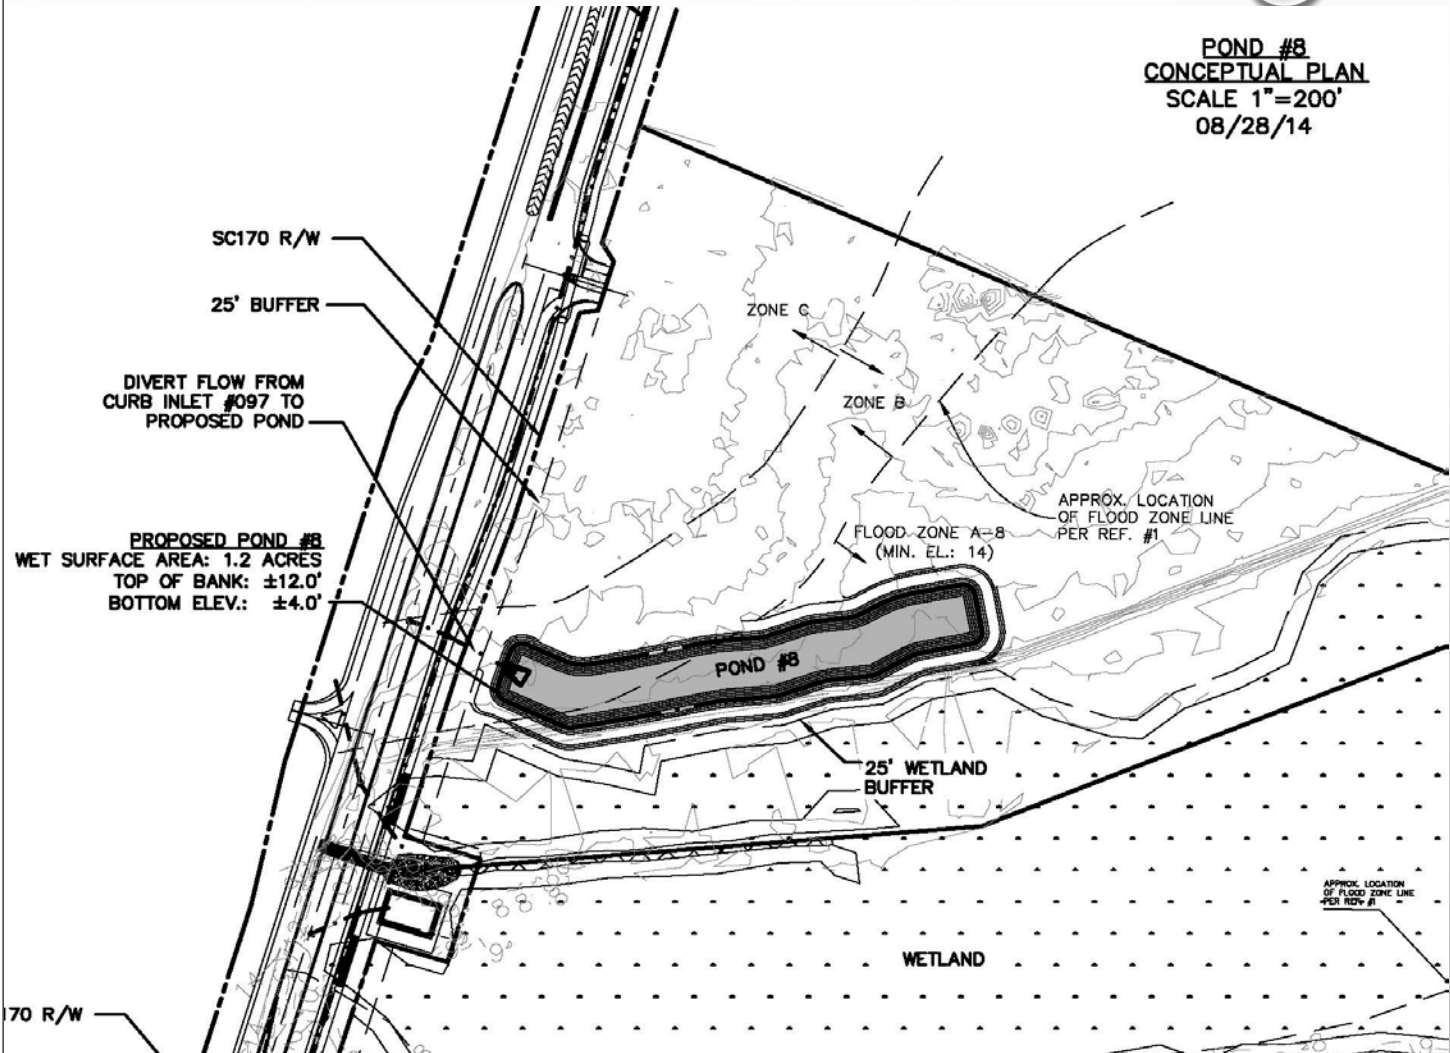 POND #8
CONCEPTUAL PLAN
SCALE 1"=200'
08/28/14
SC170 R/W
25' BUFFER
DIVERT FLOW FROM
CURB INLET #097 TO
PROPOSED POND
PROPOSED POND #8
WET SURFACE AREA: 1.2 ACRES
TOP OF BANK: ±12.0'
BOTTOM ELEV.: ±4.0'
ZONE C
ZONE B
APPROX. LOCATION
OF FLOOD ZONE LINE
PER REF. #1
FLOOD ZONE A-8
(MIN. EL.: 14)
POND #8
25' WETLAND
BUFFER
APPROX. LOCATION
OF FLOOD ZONE LINE
PER REF. #1
WETLAND
170 R/W